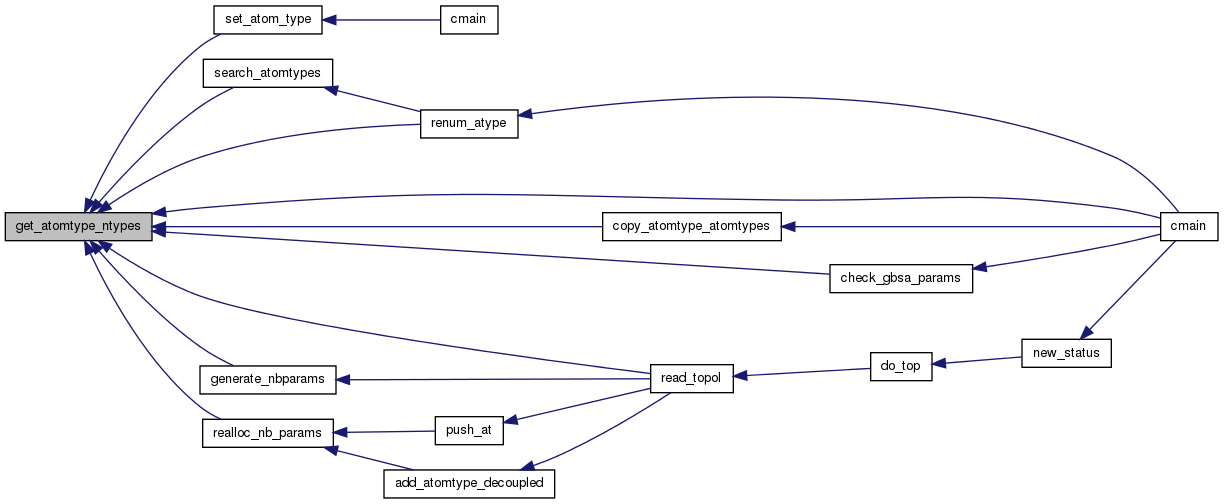 set_atom_type
cmain
search_atomtypes
renum_atype
get_atomtype_ntypes
copy_atomtype_atomtypes
cmain
check_gbsa_params
new_status
do_top
read_topol
generate_nbparams
realloc_nb_params
push_at
add_atomtype_decoupled